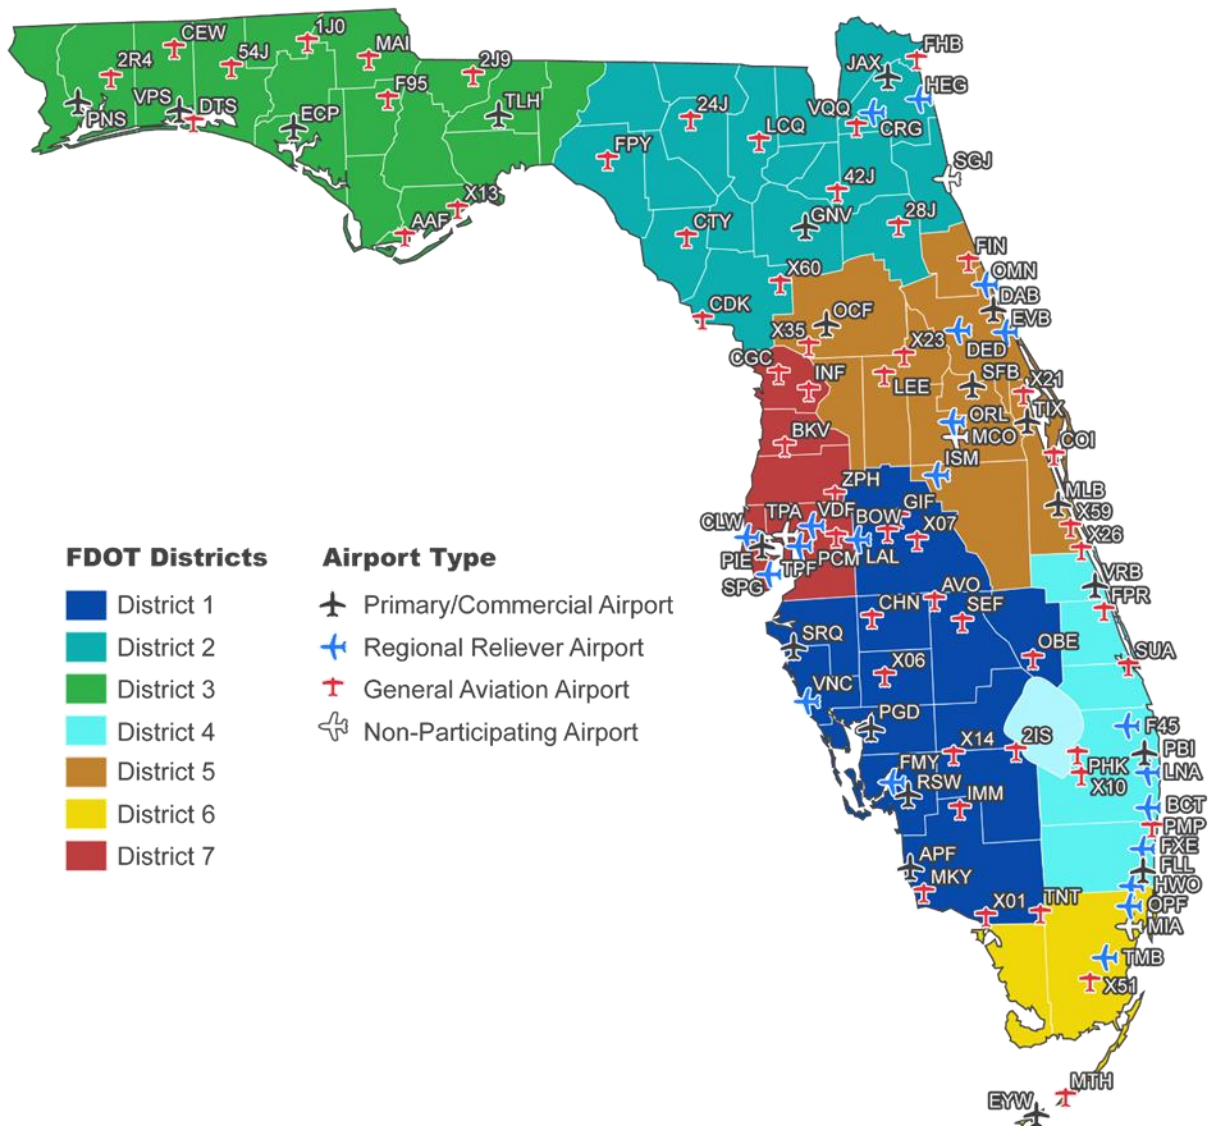 1J0
CEW
MAI
54J
2R4
2J9
F95
VPS
DTS
TLH
PNS
ECP
X13
AAF
FHB
JAX
HEG
24J
VQQ
LCQ
CRG
FPY
SGJ
42J
GNV
28J
CTY
FIN
X60
OMN
DAB
CDK
OCF
EVB
X35
X23
DED
CGC
INF
LEE
SFB
X21
ORL
TIX
BKV
MCO
COI
ISM
ZPH
MLB
GIF
TPA
VDF
BOW
X59
CLW
X07
X26
PIE
TPF
PCM
LAL
SPG
VRB
AVO
FPR
CHN
SEF
SRQ
OBE
SUA
X06
VNC
PGD
F45
X14
2IS
PBI
FMY
PHK
LNA
RSW
X10
IMM
BCT
PMP
FXE
APF
FLL
MKY
HWO
X01
TNT
OPF
MIA
TMB
X51
MTH
EYW
FDOT Districts
District 1
District 2
District 3
District 4
District 5
District 6
District 7
Airport Type
Primary/Commercial Airport
Regional Reliever Airport
General Aviation Airport
Non-Participating Airport